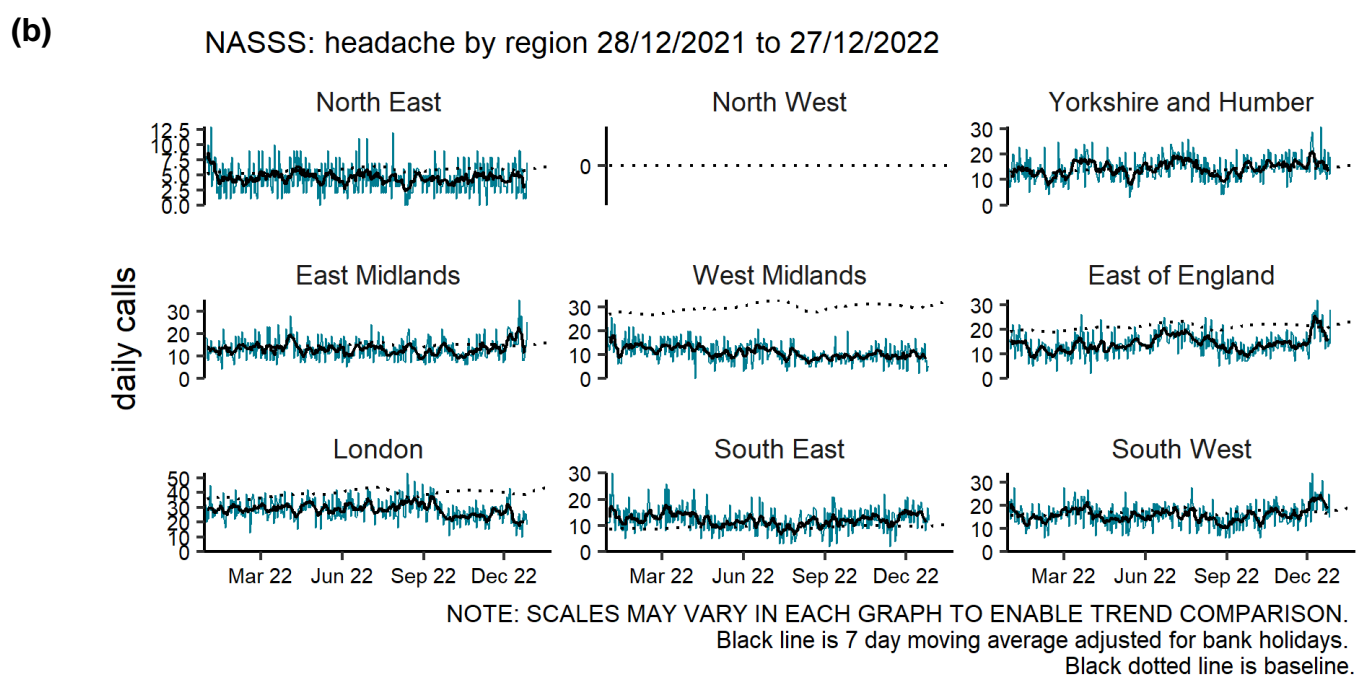 (b)
NASSS: headache by region 28/12/2021 to 27/12/2022
North East
North West
Yorkshire and Humber
12.5
10.0
7.5
5.0
2.5
0.0
0
30
20
10
0
daily calls
East Midlands
West Midlands
East of England
30
20
10
0
30
20
10
0
30
20
10
0
London
South East
South West
50
40
30
20
10
0
30
20
10
0
30
20
10
0
Mar 22 Jun 22 Sep 22 Dec 22
Mar 22 Jun 22 Sep 22 Dec 22
Mar 22 Jun 22 Sep 22 Dec 22
NOTE: SCALES MAY VARY IN EACH GRAPH TO ENABLE TREND COMPARISON.
Black line is 7 day moving average adjusted for bank holidays.
Black dotted line is baseline.